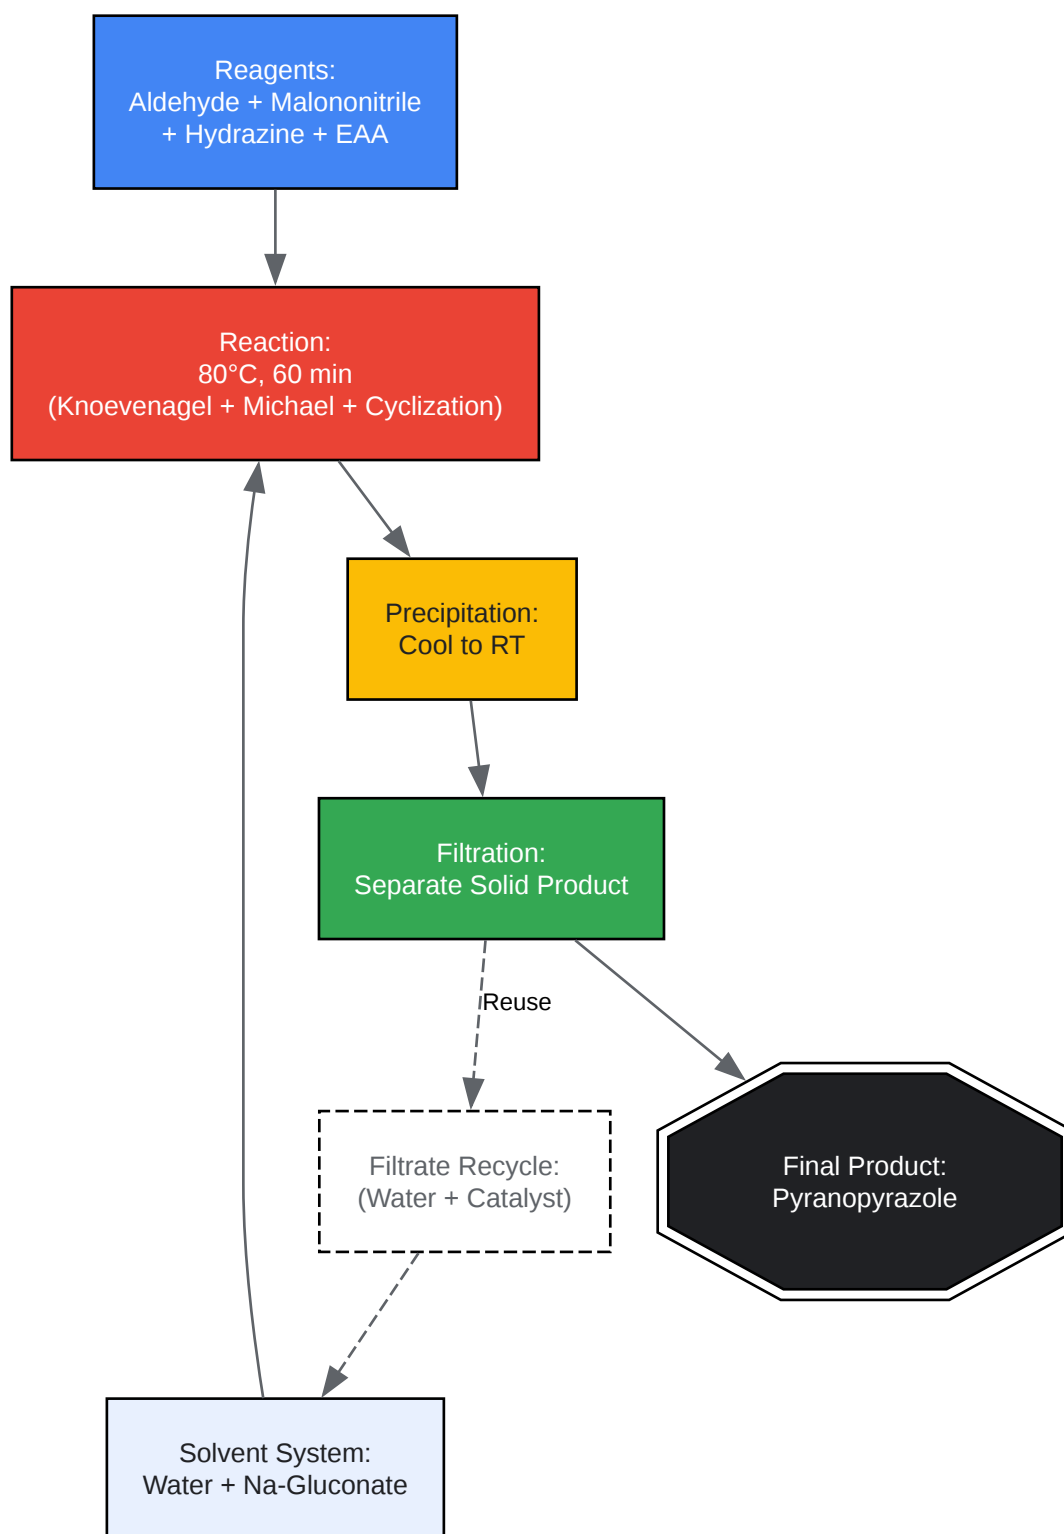 Reagents:
Aldehyde + Malononitrile
+ Hydrazine + EAA
Reaction:
80°C, 60 min
(Knoevenagel + Michael + Cyclization)
Precipitation:
Cool to RT
Filtration:
Separate Solid Product
Reuse
Filtrate Recycle:
(Water + Catalyst)
Final Product:
Pyranopyrazole
Solvent System:
Water + Na-Gluconate